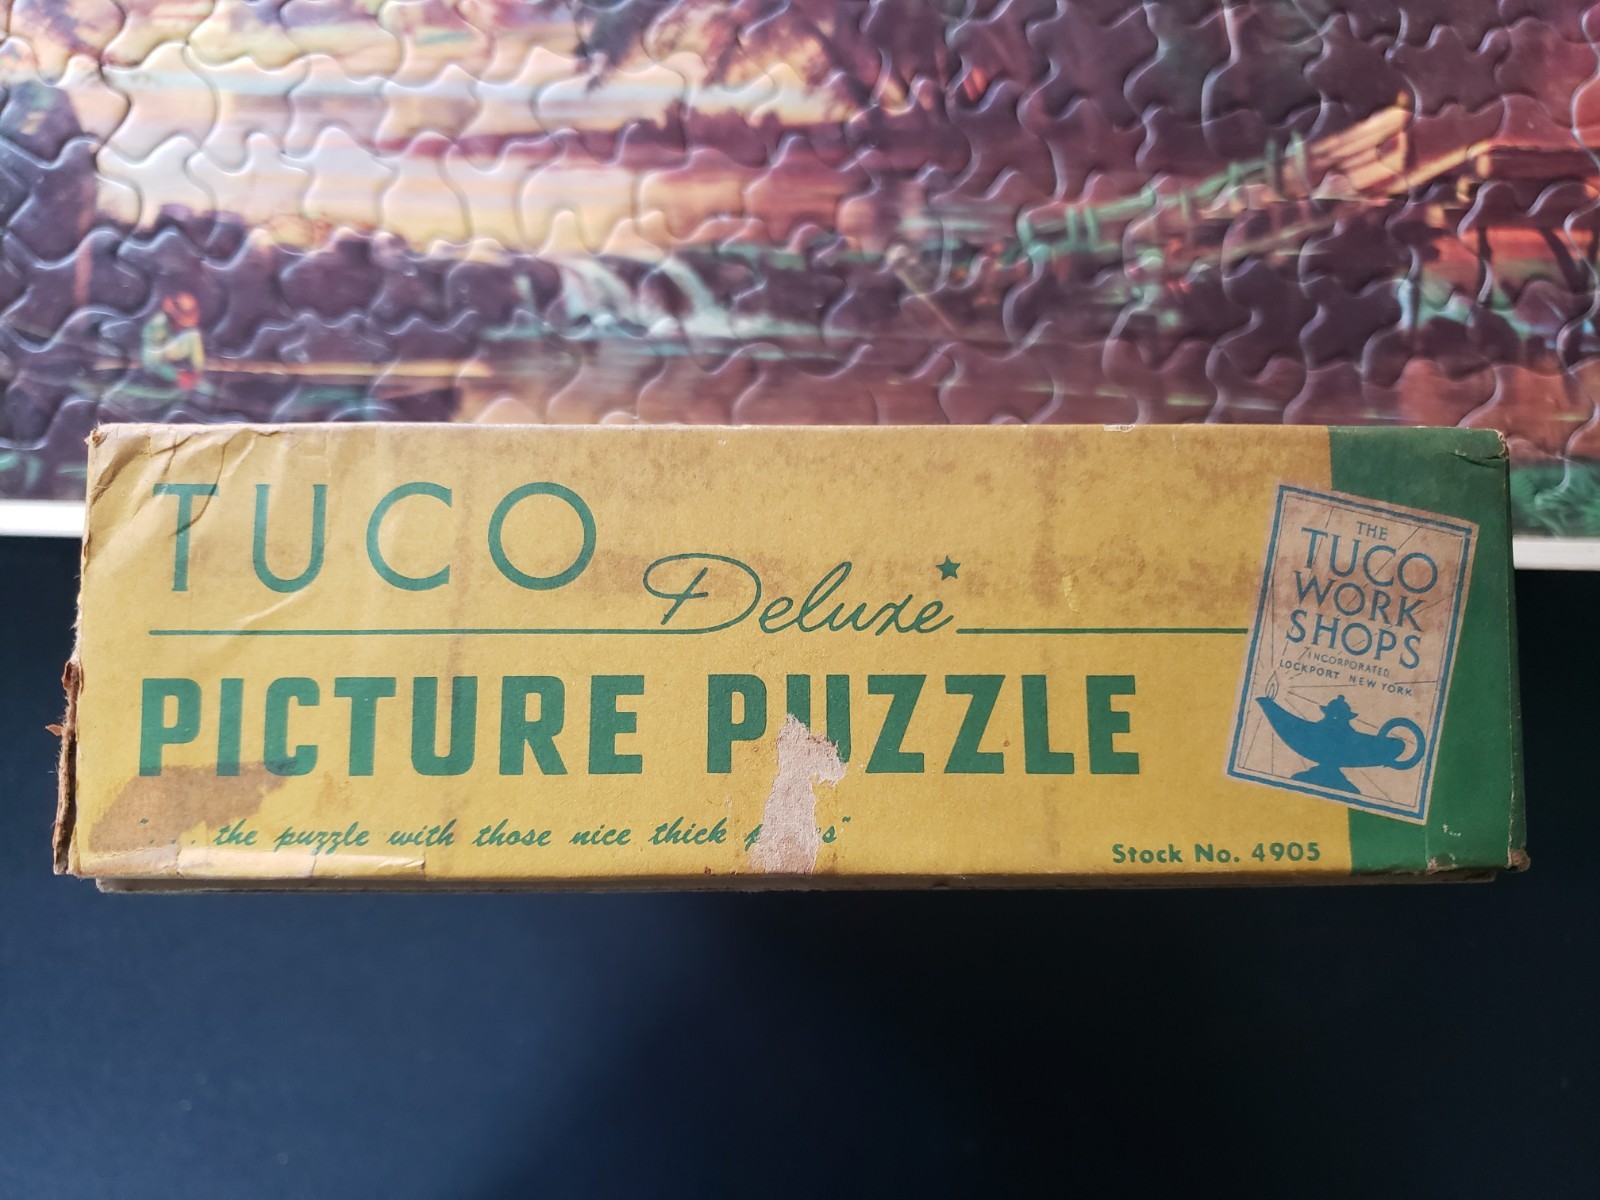 TUCO Deluxe
PICTURE PUZZLE
". . . the puzzle with those nice thick
Stock No. 4905
THE
TUCO
WORK
SHOPS
INCORPORATED
LOCKPORT NEW YORK